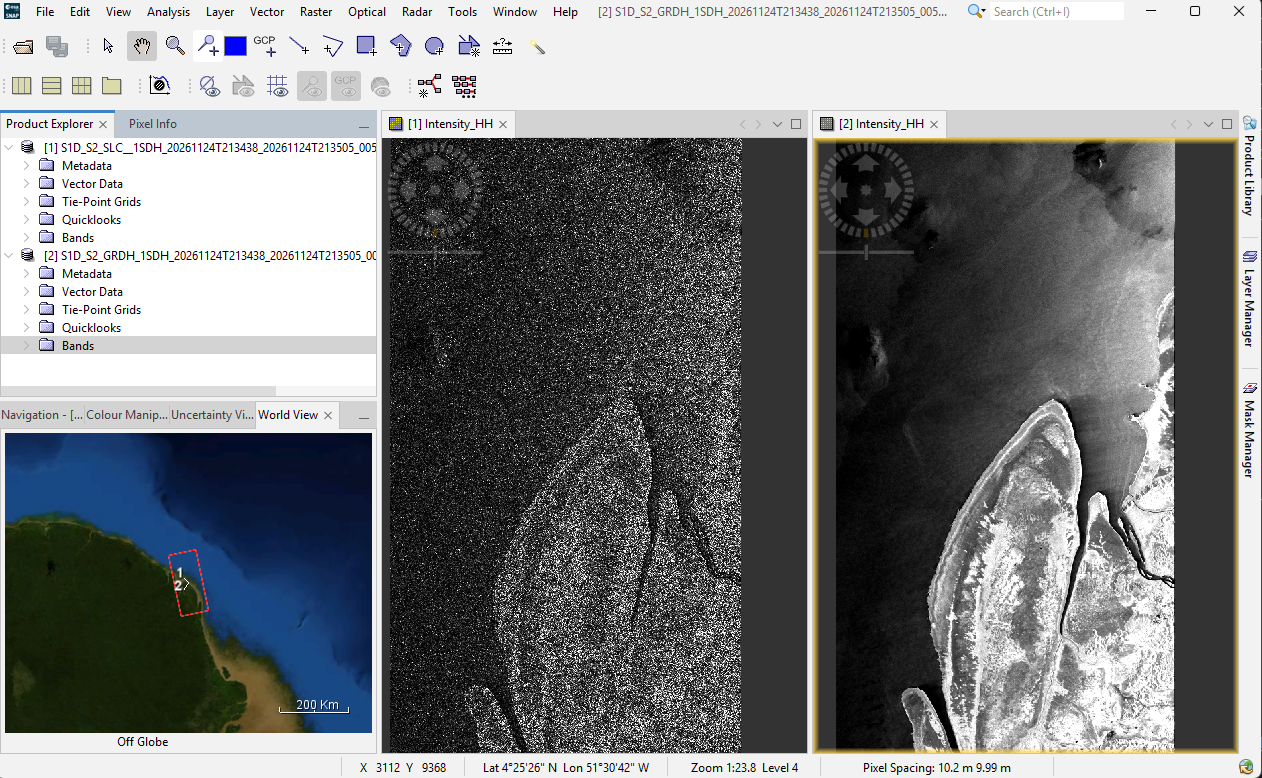 File Edit View Analysis Layer Vector Raster Optical Radar Tools Window Help [2] S1D_S2_GRDH_1SDH_20261124T213438_20261124T213505_005... Search (Ctrl+I)
esa
SNAP
GCP
GCP
Product Explorer Pixel Info
[1] Intensity_HH
[2] Intensity_HH
[1] S1D_S2_SLC__1SDH_20261124T213438_20261124T213505_005
Metadata
Vector Data
Tie-Point Grids
Quicklooks
Bands
[2] S1D_S2_GRDH_1SDH_20261124T213438_20261124T213505_00
Metadata
Vector Data
Tie-Point Grids
Quicklooks
Bands
Product Library
Layer Manager
Mask Manager
Navigation - [... Colour Manip... Uncertainty Vi... World View
1
2
200 Km
Off Globe
X 3112 Y 9368 Lat 4°25'26" N Lon 51°30'42" W Zoom 1:23.8 Level 4 Pixel Spacing: 10.2 m 9.99 m